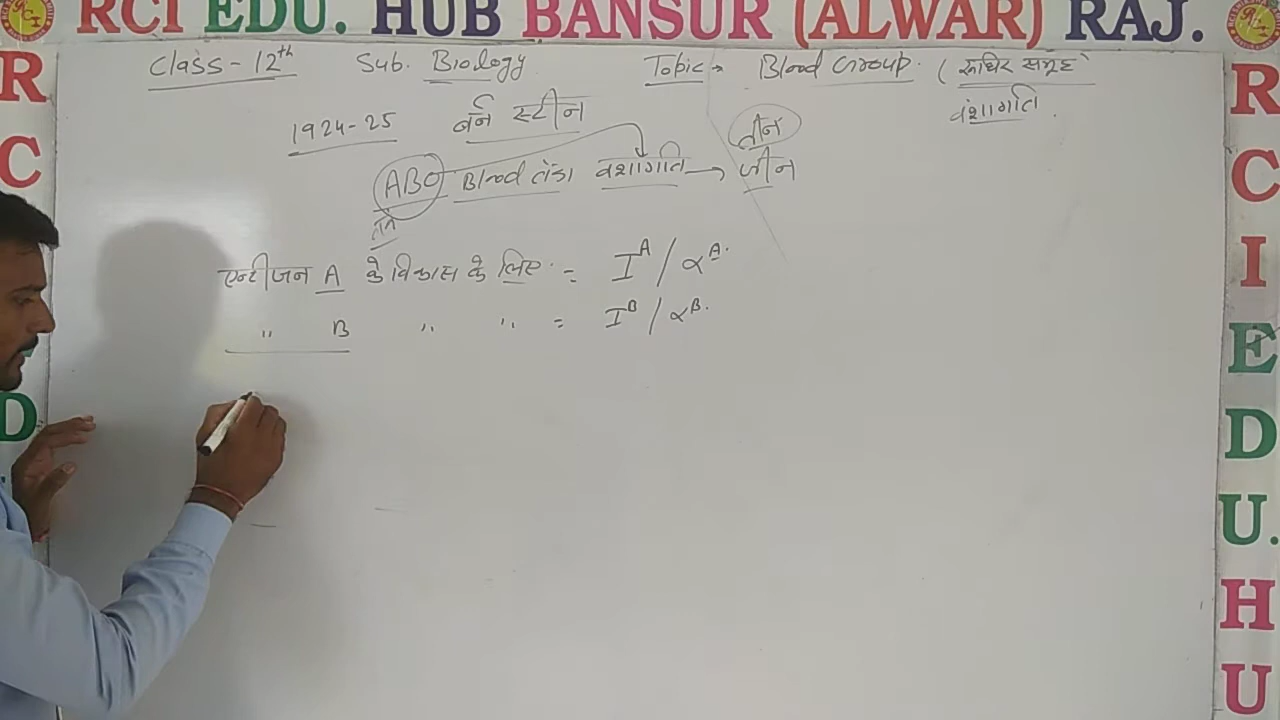 RCI EDU. HUB BANSUR (ALWAR) RAJ.
Class - 12th Sub. Biology Topic → Blood Group. ( रूधिर समूह
वंशागति
1924-25 बर्न स्टीन तीन
ABO Blood वंशागति → जीन
एन्टीजन A के विकास के लिए. = I^A / α^A.
" B " " = I^B / α^B.
R
C
D
R
C
I
E
D
U.
H
U